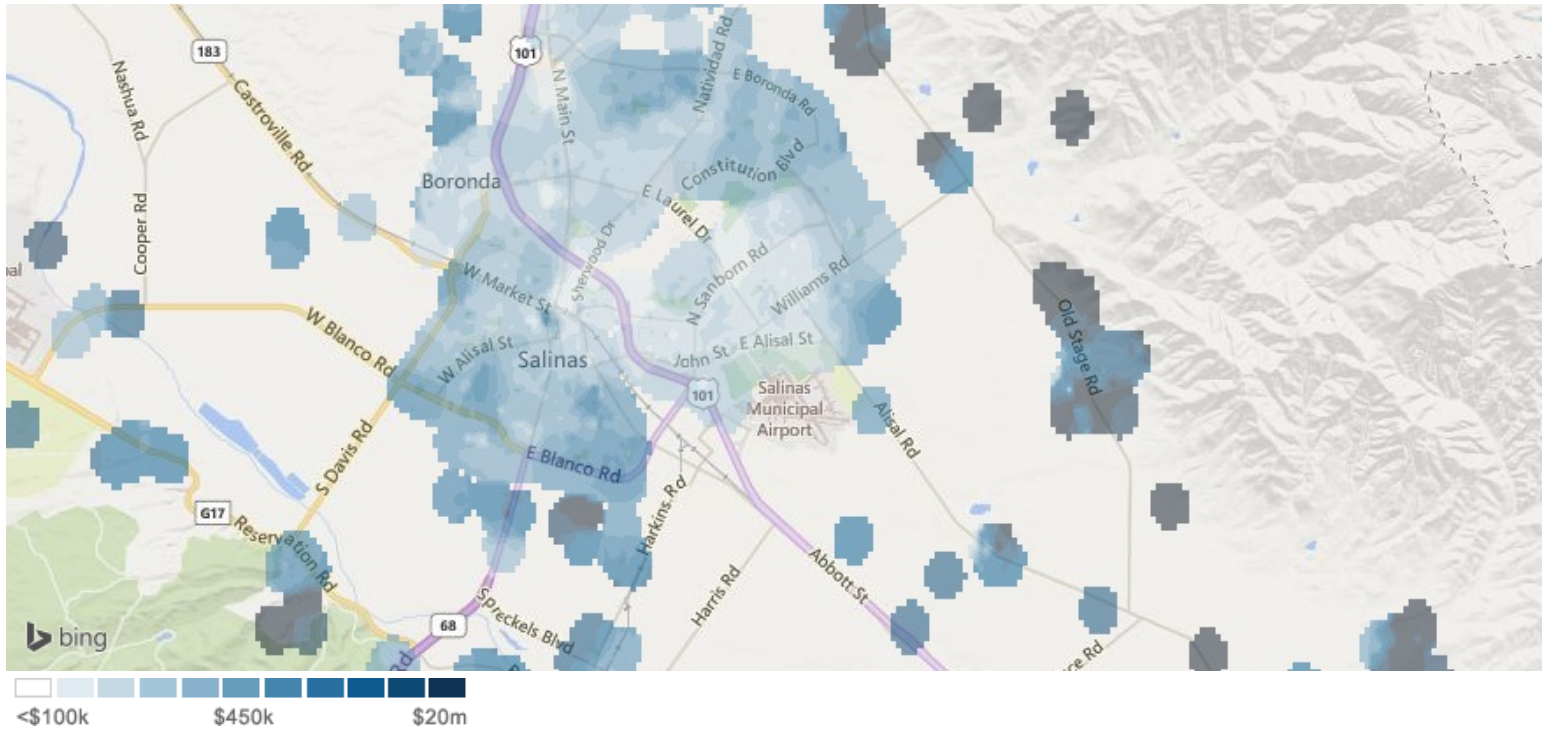 183
101
Nashua Rd
Castroville Rd
N Main St
Natividad Rd
E Boronda Rd
Constitution Blvd
Boronda
E Laurel Dr
Cooper Rd
Sherwood Dr
W Market St
N Sanborn Rd
Williams Rd
W Blanco Rd
W Alisal St
Salinas
John St
E Alisal St
Old Stage Rd
101
Salinas
Municipal
Airport
Alisal Rd
S Davis Rd
E Blanco Rd
G17
Reservation Rd
Harkins Rd
Abbott St
Harris Rd
Spreckels Blvd
68
bing
<$100k
$450k
$20m